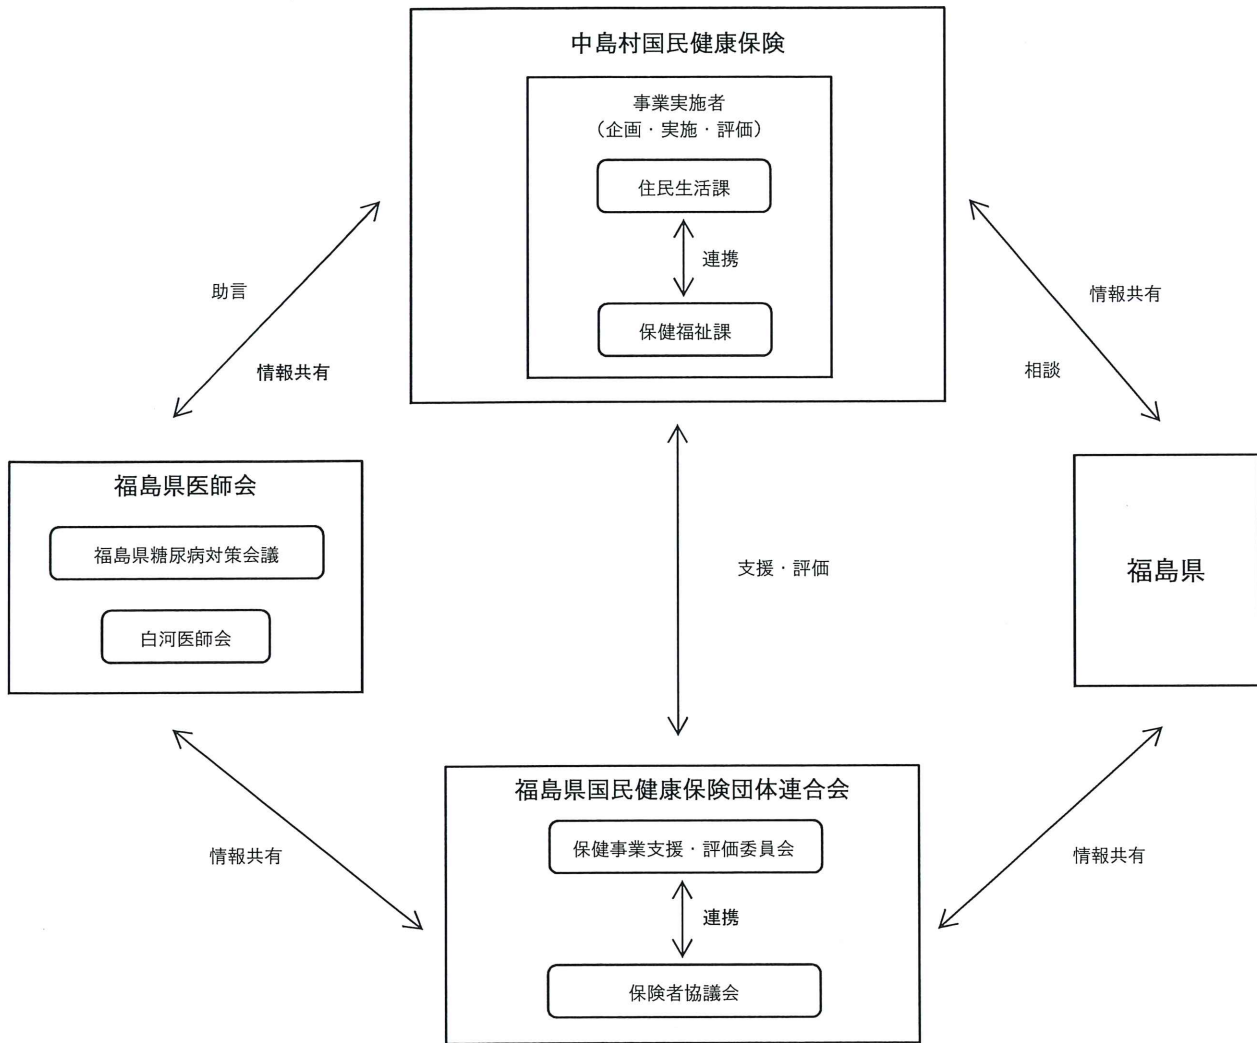 中島村国民健康保険
事業実施者
（企画・実施・評価）
住民生活課
連携
保健福祉課
助言
情報共有
情報共有
相談
福島県医師会
福島県糖尿病対策会議
白河医師会
支援・評価
福島県
福島県国民健康保険団体連合会
保健事業支援・評価委員会
連携
保険者協議会
情報共有
情報共有